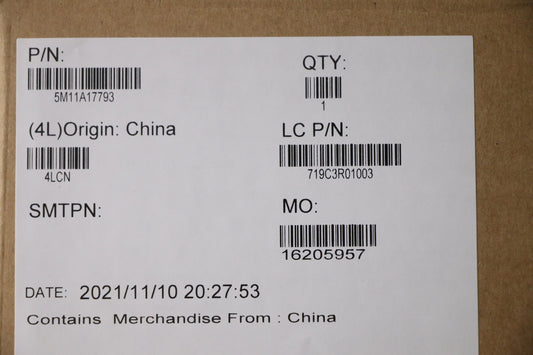 P/N: QTY:
5M11A17793 1
(4L)Origin: China LC P/N:
4LCN 719C3R01003
SMTPN: MO:
16205957
DATE: 2021/11/10 20:27:53
Contains Merchandise From : China